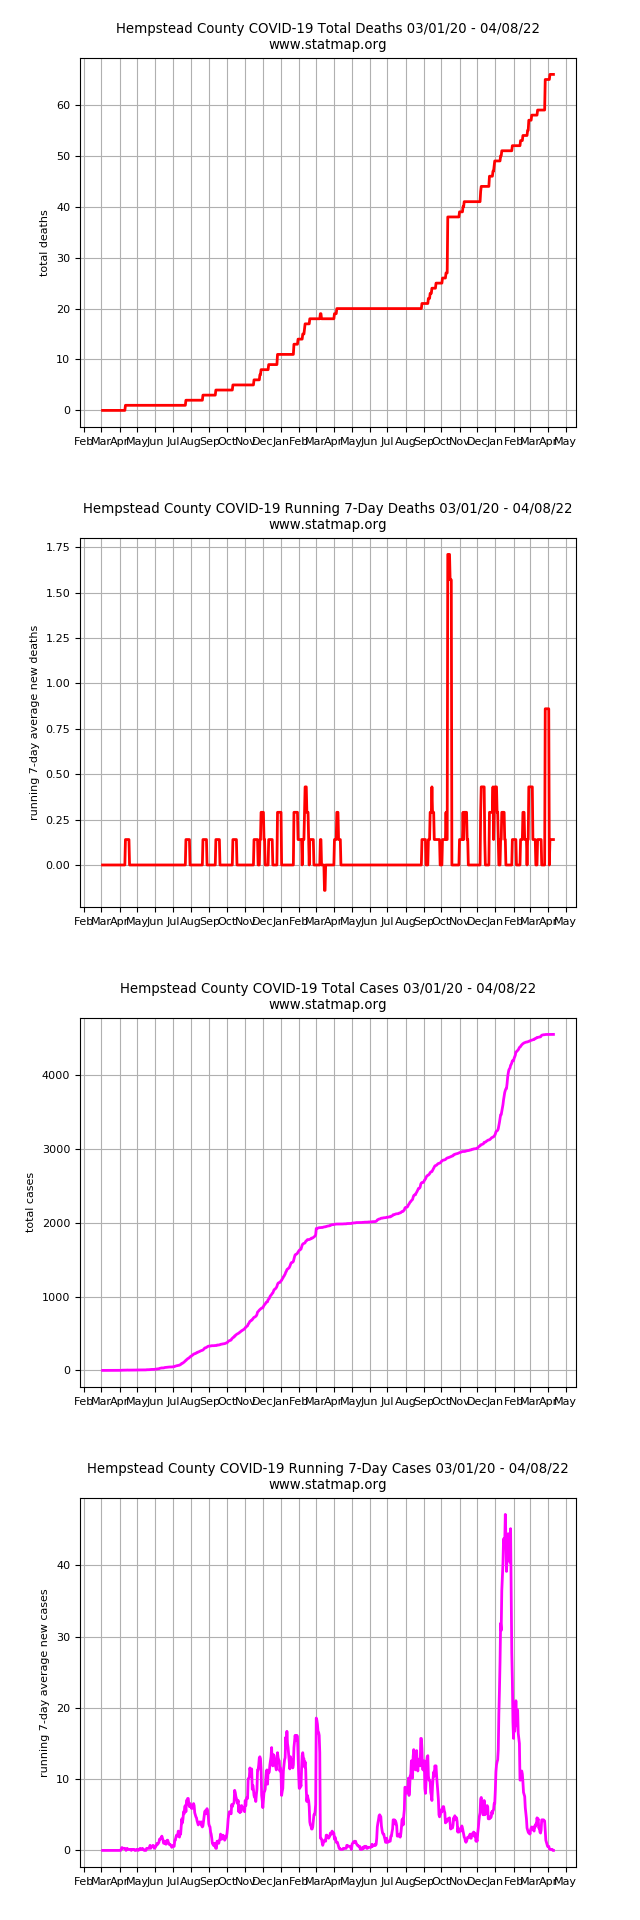 Hempstead County COVID-19 Total Deaths 03/01/20 - 04/08/22
www.statmap.org
total deaths
60
50
40
30
20
10
0
Feb Mar Apr May Jun Jul Aug Sep Oct Nov Dec Jan Feb Mar Apr May Jun Jul Aug Sep Oct Nov Dec Jan Feb Mar Apr May
Hempstead County COVID-19 Running 7-Day Deaths 03/01/20 - 04/08/22
www.statmap.org
running 7-day average new deaths
1.75
1.50
1.25
1.00
0.75
0.50
0.25
0.00
Feb Mar Apr May Jun Jul Aug Sep Oct Nov Dec Jan Feb Mar Apr May Jun Jul Aug Sep Oct Nov Dec Jan Feb Mar Apr May
Hempstead County COVID-19 Total Cases 03/01/20 - 04/08/22
www.statmap.org
total cases
4000
3000
2000
1000
0
Feb Mar Apr May Jun Jul Aug Sep Oct Nov Dec Jan Feb Mar Apr May Jun Jul Aug Sep Oct Nov Dec Jan Feb Mar Apr May
Hempstead County COVID-19 Running 7-Day Cases 03/01/20 - 04/08/22
www.statmap.org
running 7-day average new cases
40
30
20
10
0
Feb Mar Apr May Jun Jul Aug Sep Oct Nov Dec Jan Feb Mar Apr May Jun Jul Aug Sep Oct Nov Dec Jan Feb Mar Apr May